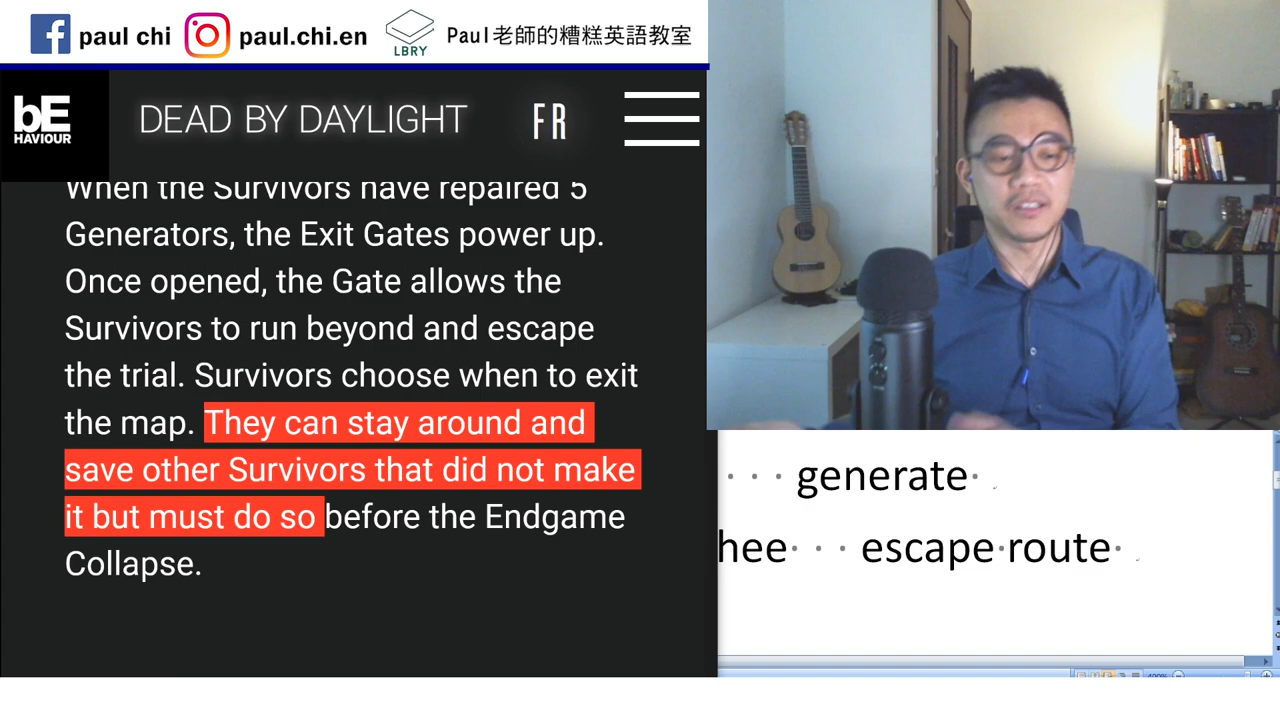 paul chi
paul.chi.en
LBRY
Paul老師的糟糕英語教室
bE
HAVIOUR
DEAD BY DAYLIGHT
FR
When the Survivors have repaired 5
Generators, the Exit Gates power up.
Once opened, the Gate allows the
Survivors to run beyond and escape
the trial. Survivors choose when to exit
the map. They can stay around and
save other Survivors that did not make
it but must do so before the Endgame
Collapse.
generate
hee escape route